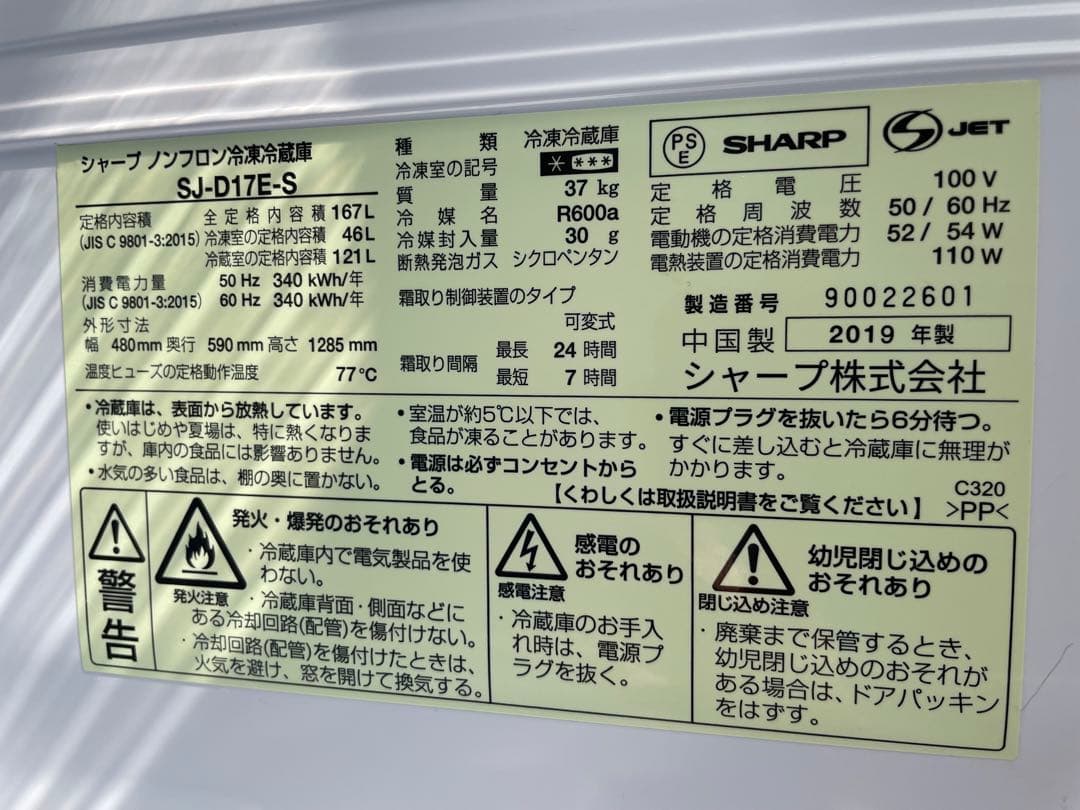 シャープ ノンフロン冷凍冷蔵庫
SJ-D17E-S
定格内容積 全定格内容積 167L
(JIS C 9801-3:2015) 冷凍室の定格内容積 46L
冷蔵室の定格内容積 121L
消費電力量 50 Hz 340 kWh/年
(JIS C 9801-3:2015) 60 Hz 340 kWh/年
外形寸法
幅 480mm 奥行 590 mm 高さ 1285 mm
温度ヒューズの定格動作温度 77℃
種類 冷凍冷蔵庫
冷凍室の記号 * ***
質量 37 kg
冷媒名 R600a
冷媒封入量 30 g
断熱発泡ガス シクロペンタン
霜取り制御装置のタイプ
可変式
霜取り間隔 最長 24 時間
最短 7 時間
PS
E
SHARP
JET
定格電圧 100 V
定格周波数 50 / 60 Hz
電動機の定格消費電力 52 / 54 W
電熱装置の定格消費電力 110 W
製造番号 90022601
中国製 2019 年製
シャープ株式会社
・冷蔵庫は、表面から放熱しています。
使いはじめや夏場は、特に熱くなりま
すが、庫内の食品には影響ありません。
・水気の多い食品は、棚の奥に置かない。
・室温が約5℃以下では、
食品が凍ることがあります。
・電源は必ずコンセントから
とる。
・電源プラグを抜いたら6分待つ。
すぐに差し込むと冷蔵庫に無理が
かかります。
【くわしくは取扱説明書をご覧ください】
C320
>PP<
警告
発火注意
発火・爆発のおそれあり
・冷蔵庫内で電気製品を使
わない。
・冷蔵庫背面・側面などに
ある冷却回路(配管)を傷付けない。
・冷却回路(配管)を傷付けたときは、
火気を避け、窓を開けて換気する。
感電注意
感電の
おそれあり
・冷蔵庫のお手入
れ時は、電源プ
ラグを抜く。
閉じ込め注意
幼児閉じ込めの
おそれあり
・廃棄まで保管するとき、
幼児閉じ込めのおそれが
ある場合は、ドアパッキン
をはずす。